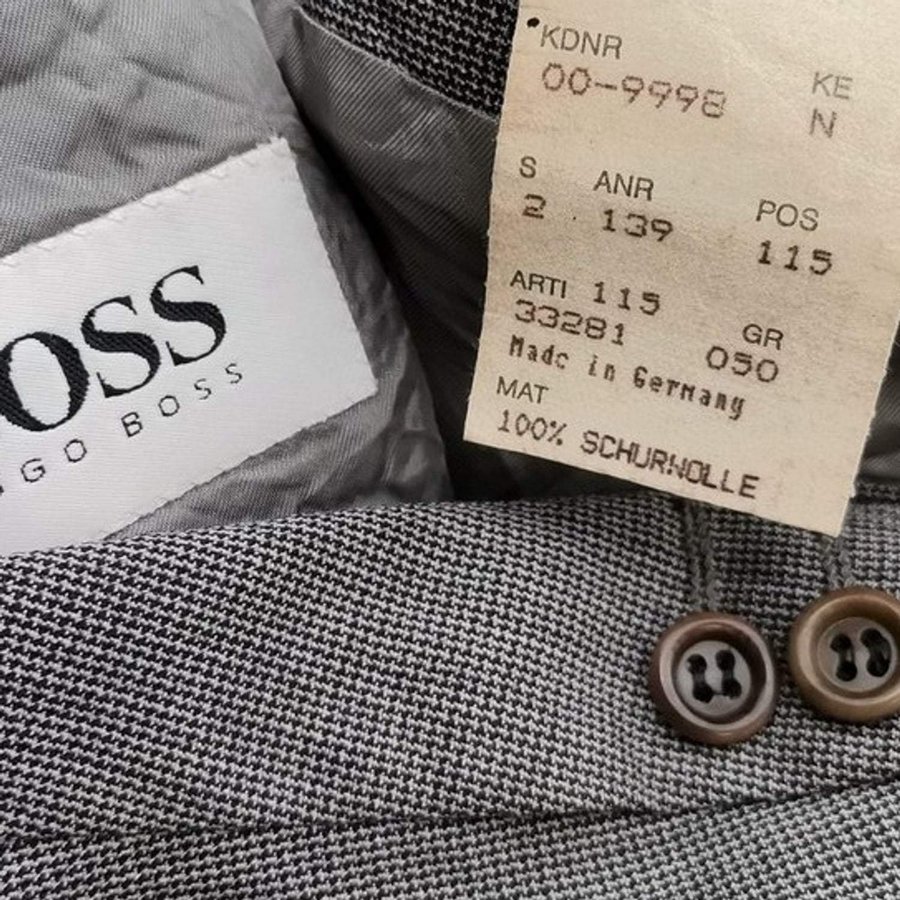 OSS
GO BOSS
KDNR
00-9998
KE
N
S
2
ANR
139
POS
115
ARTI 115
33281
GR
050
Made in Germany
MAT
100% SCHURWOLLE